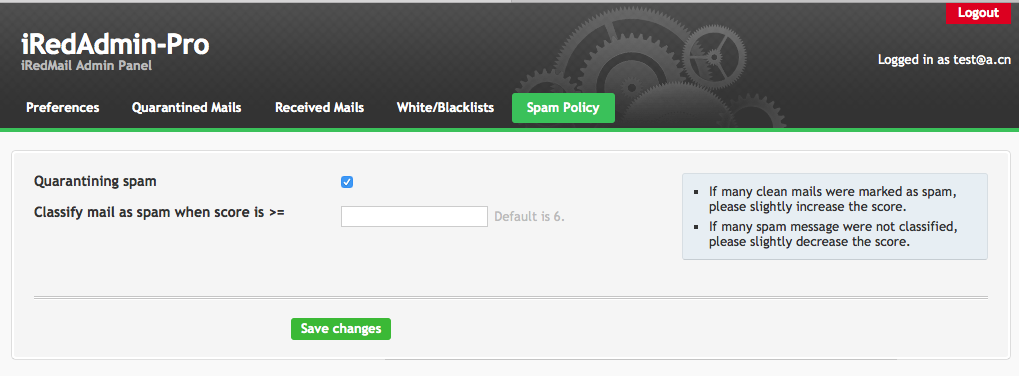 Logout
iRedAdmin-Pro
iRedMail Admin Panel
Logged in as test@a.cn
Preferences Quarantined Mails Received Mails White/Blacklists Spam Policy
Quarantining spam
Classify mail as spam when score is >= Default is 6.
If many clean mails were marked as spam,
please slightly increase the score.
If many spam message were not classified,
please slightly decrease the score.
Save changes